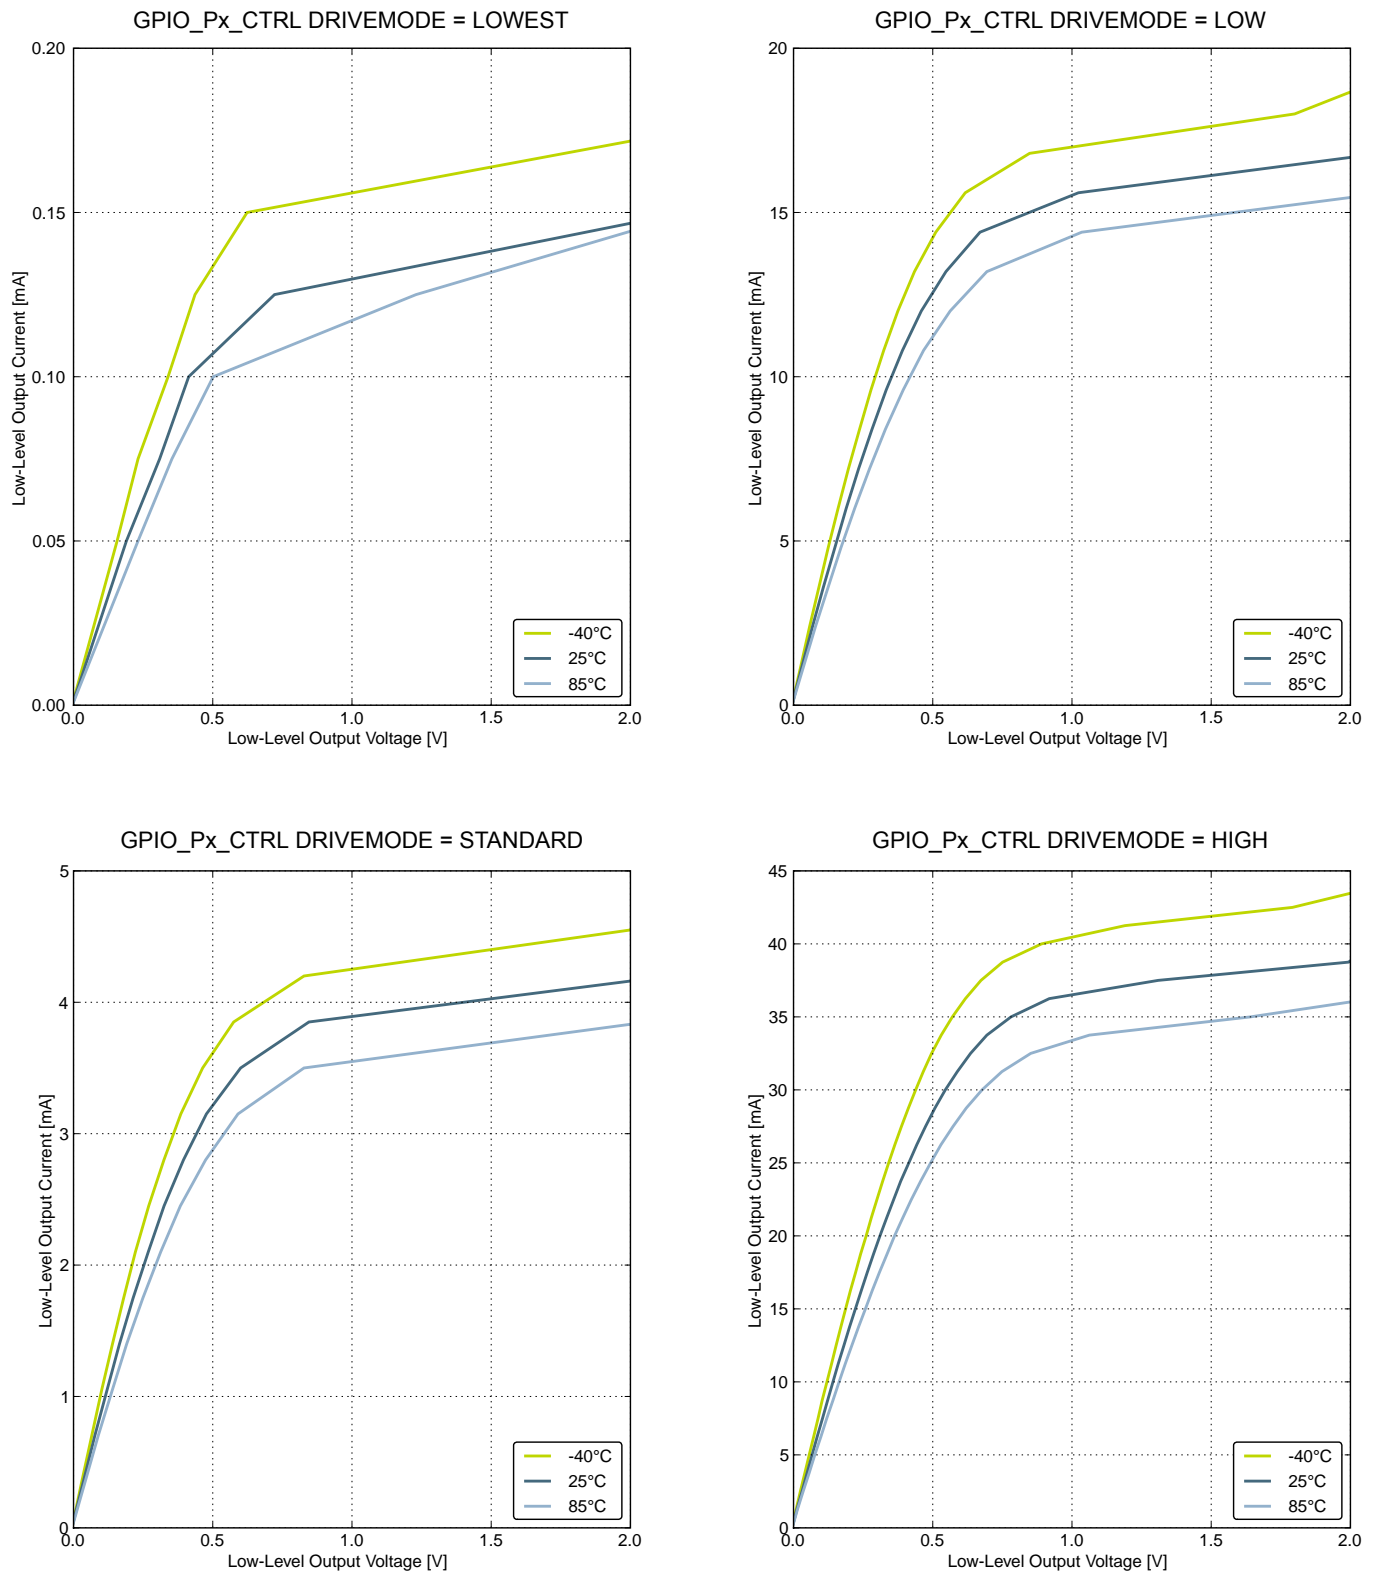 GPIO_Px_CTRL DRIVEMODE = LOWEST
0.20
0.15
0.10
0.05
0.00
Low-Level Output Current [mA]
-40°C
25°C
85°C
0.0 0.5 1.0 1.5 2.0
Low-Level Output Voltage [V]
GPIO_Px_CTRL DRIVEMODE = LOW
20
15
10
5
0
Low-Level Output Current [mA]
-40°C
25°C
85°C
0.0 0.5 1.0 1.5 2.0
Low-Level Output Voltage [V]
GPIO_Px_CTRL DRIVEMODE = STANDARD
5
4
3
2
1
0
Low-Level Output Current [mA]
-40°C
25°C
85°C
0.0 0.5 1.0 1.5 2.0
Low-Level Output Voltage [V]
GPIO_Px_CTRL DRIVEMODE = HIGH
45
40
35
30
25
20
15
10
5
0
Low-Level Output Current [mA]
-40°C
25°C
85°C
0.0 0.5 1.0 1.5 2.0
Low-Level Output Voltage [V]